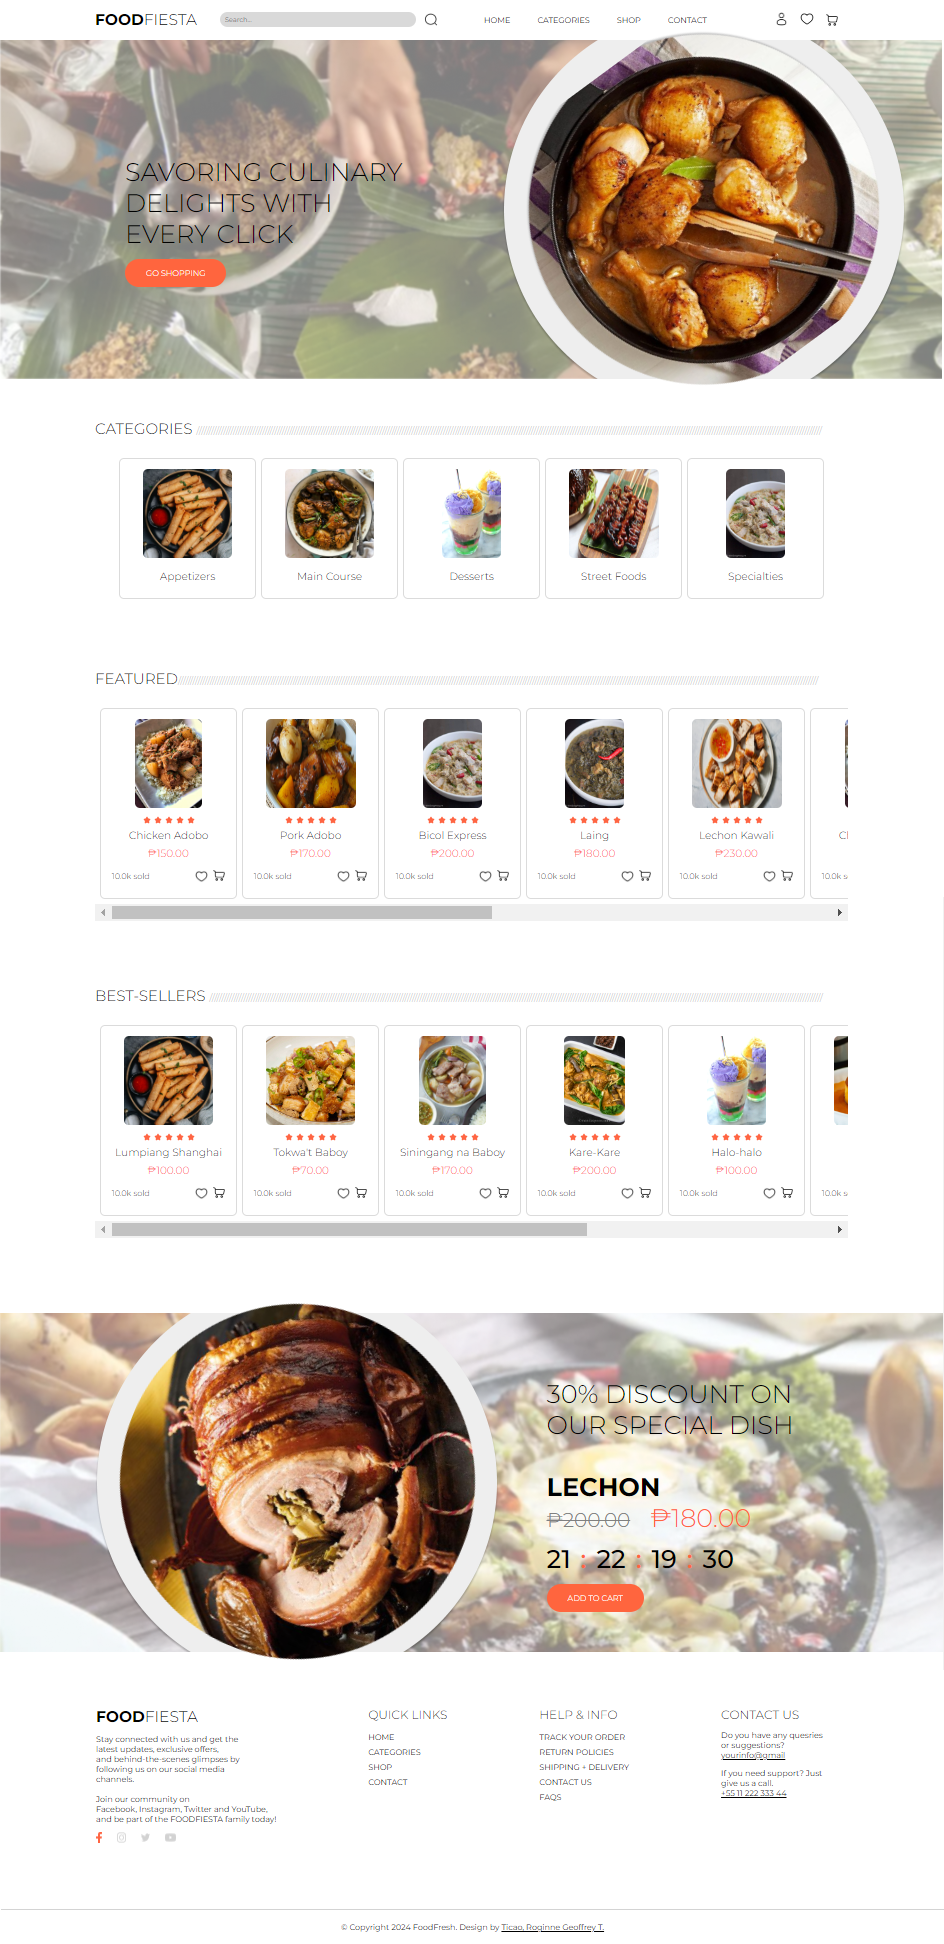 FOODFIESTA
Search...
HOME CATEGORIES SHOP CONTACT
SAVORING CULINARY
DELIGHTS WITH
EVERY CLICK
GO SHOPPING
CATEGORIES
Appetizers Main Course Desserts Street Foods Specialties
FEATURED
Chicken Adobo Pork Adobo Bicol Express Laing Lechon Kawali Cl
₱150.00 ₱170.00 ₱200.00 ₱180.00 ₱230.00
10.0k sold 10.0k sold 10.0k sold 10.0k sold 10.0k sold 10.0k s
BEST-SELLERS
Lumpiang Shanghai Tokwa't Baboy Siningang na Baboy Kare-Kare Halo-halo
₱100.00 ₱70.00 ₱170.00 ₱200.00 ₱100.00
10.0k sold 10.0k sold 10.0k sold 10.0k sold 10.0k sold 10.0k s
30% DISCOUNT ON
OUR SPECIAL DISH
LECHON
₱200.00 ₱180.00
21 : 22 : 19 : 30
ADD TO CART
FOODFIESTA
Stay connected with us and get the
latest updates, exclusive offers,
and behind-the-scenes glimpses by
following us on our social media
channels.
Join our community on
Facebook, Instagram, Twitter and YouTube,
and be part of the FOODFIESTA family today!
QUICK LINKS
HOME
CATEGORIES
SHOP
CONTACT
HELP & INFO
TRACK YOUR ORDER
RETURN POLICIES
SHIPPING + DELIVERY
CONTACT US
FAQS
CONTACT US
Do you have any quesries
or suggestions?
yourinfo@gmail
If you need support? Just
give us a call.
+55 11 222 333 44
© Copyright 2024 FoodFresh. Design by Ticao, Roginne Geoffrey T.